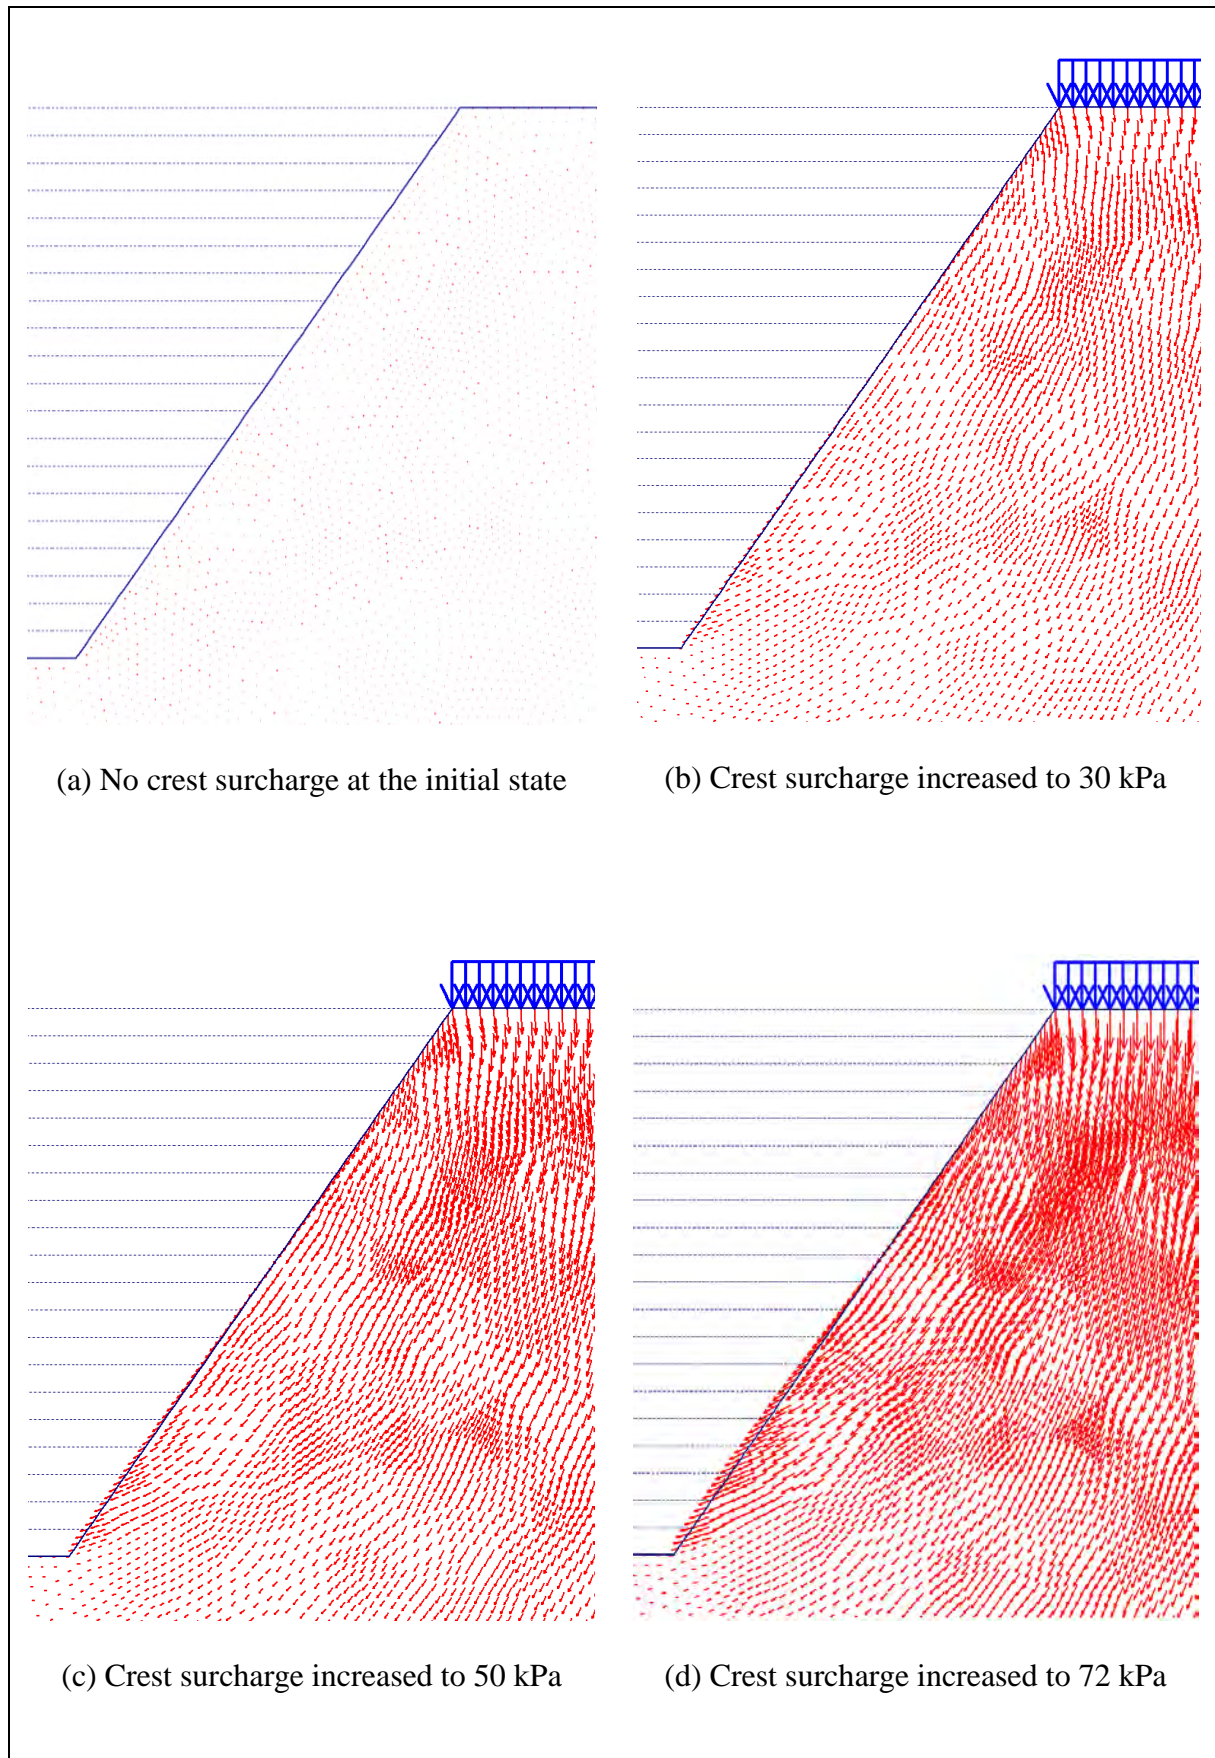 (a) No crest surcharge at the initial state
(b) Crest surcharge increased to 30 kPa
(c) Crest surcharge increased to 50 kPa
(d) Crest surcharge increased to 72 kPa